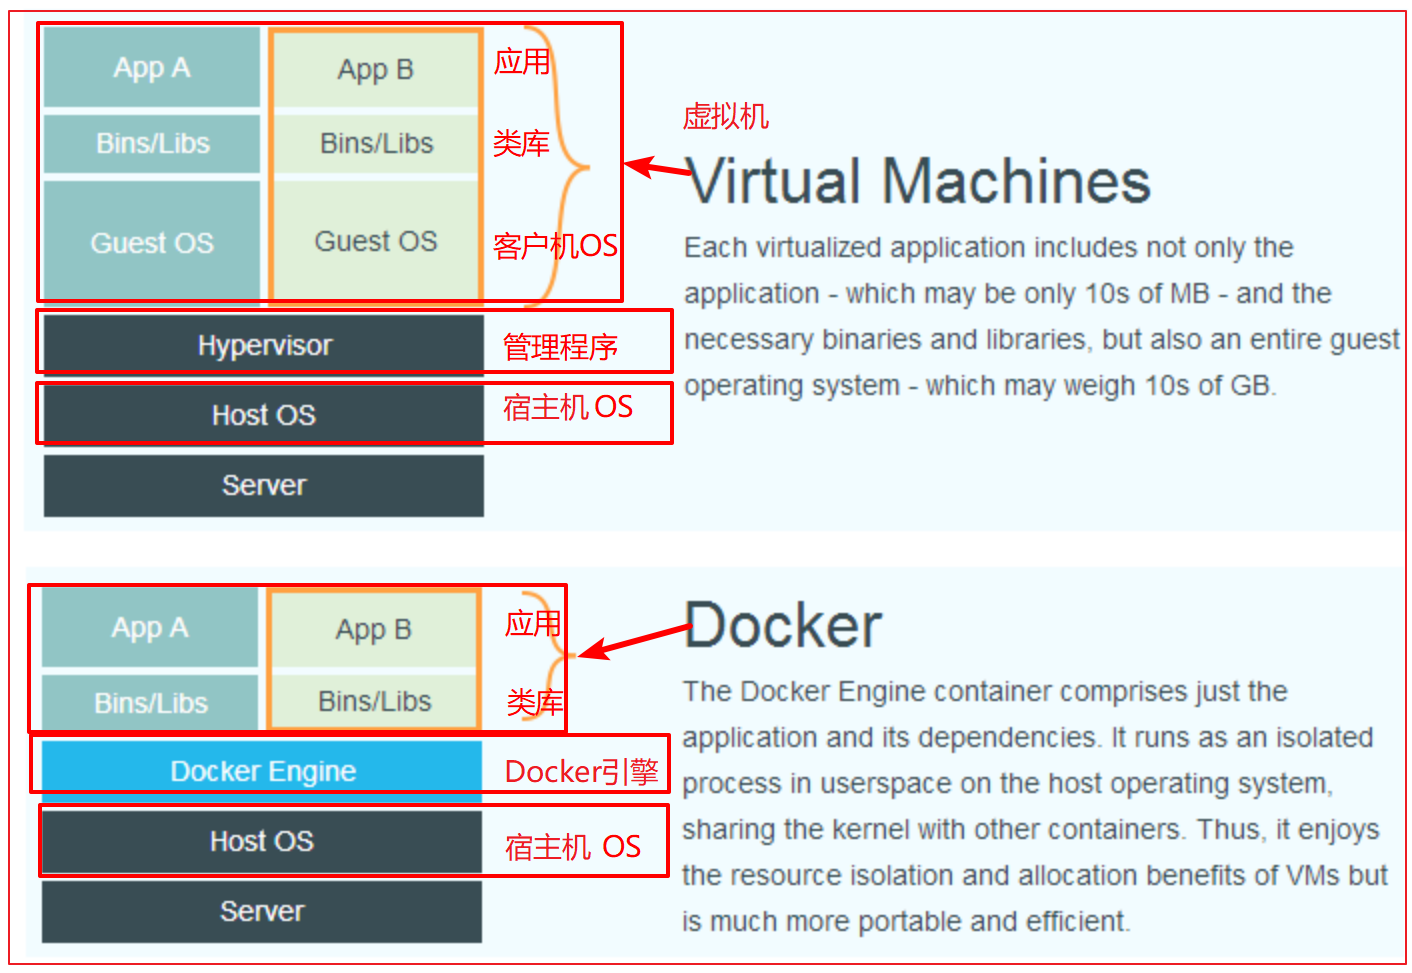 App A
App B
应用
Bins/Libs
Bins/Libs
类库
Guest OS
Guest OS
客户机OS
Hypervisor
管理程序
Host OS
宿主机 OS
Server
虚拟机
Virtual Machines
Each virtualized application includes not only the
application - which may be only 10s of MB - and the
necessary binaries and libraries, but also an entire guest
operating system - which may weigh 10s of GB.
App A
App B
应用
Bins/Libs
Bins/Libs
类库
Docker Engine
Docker引擎
Host OS
宿主机 OS
Server
Docker
The Docker Engine container comprises just the
application and its dependencies. It runs as an isolated
process in userspace on the host operating system,
sharing the kernel with other containers. Thus, it enjoys
the resource isolation and allocation benefits of VMs but
is much more portable and efficient.